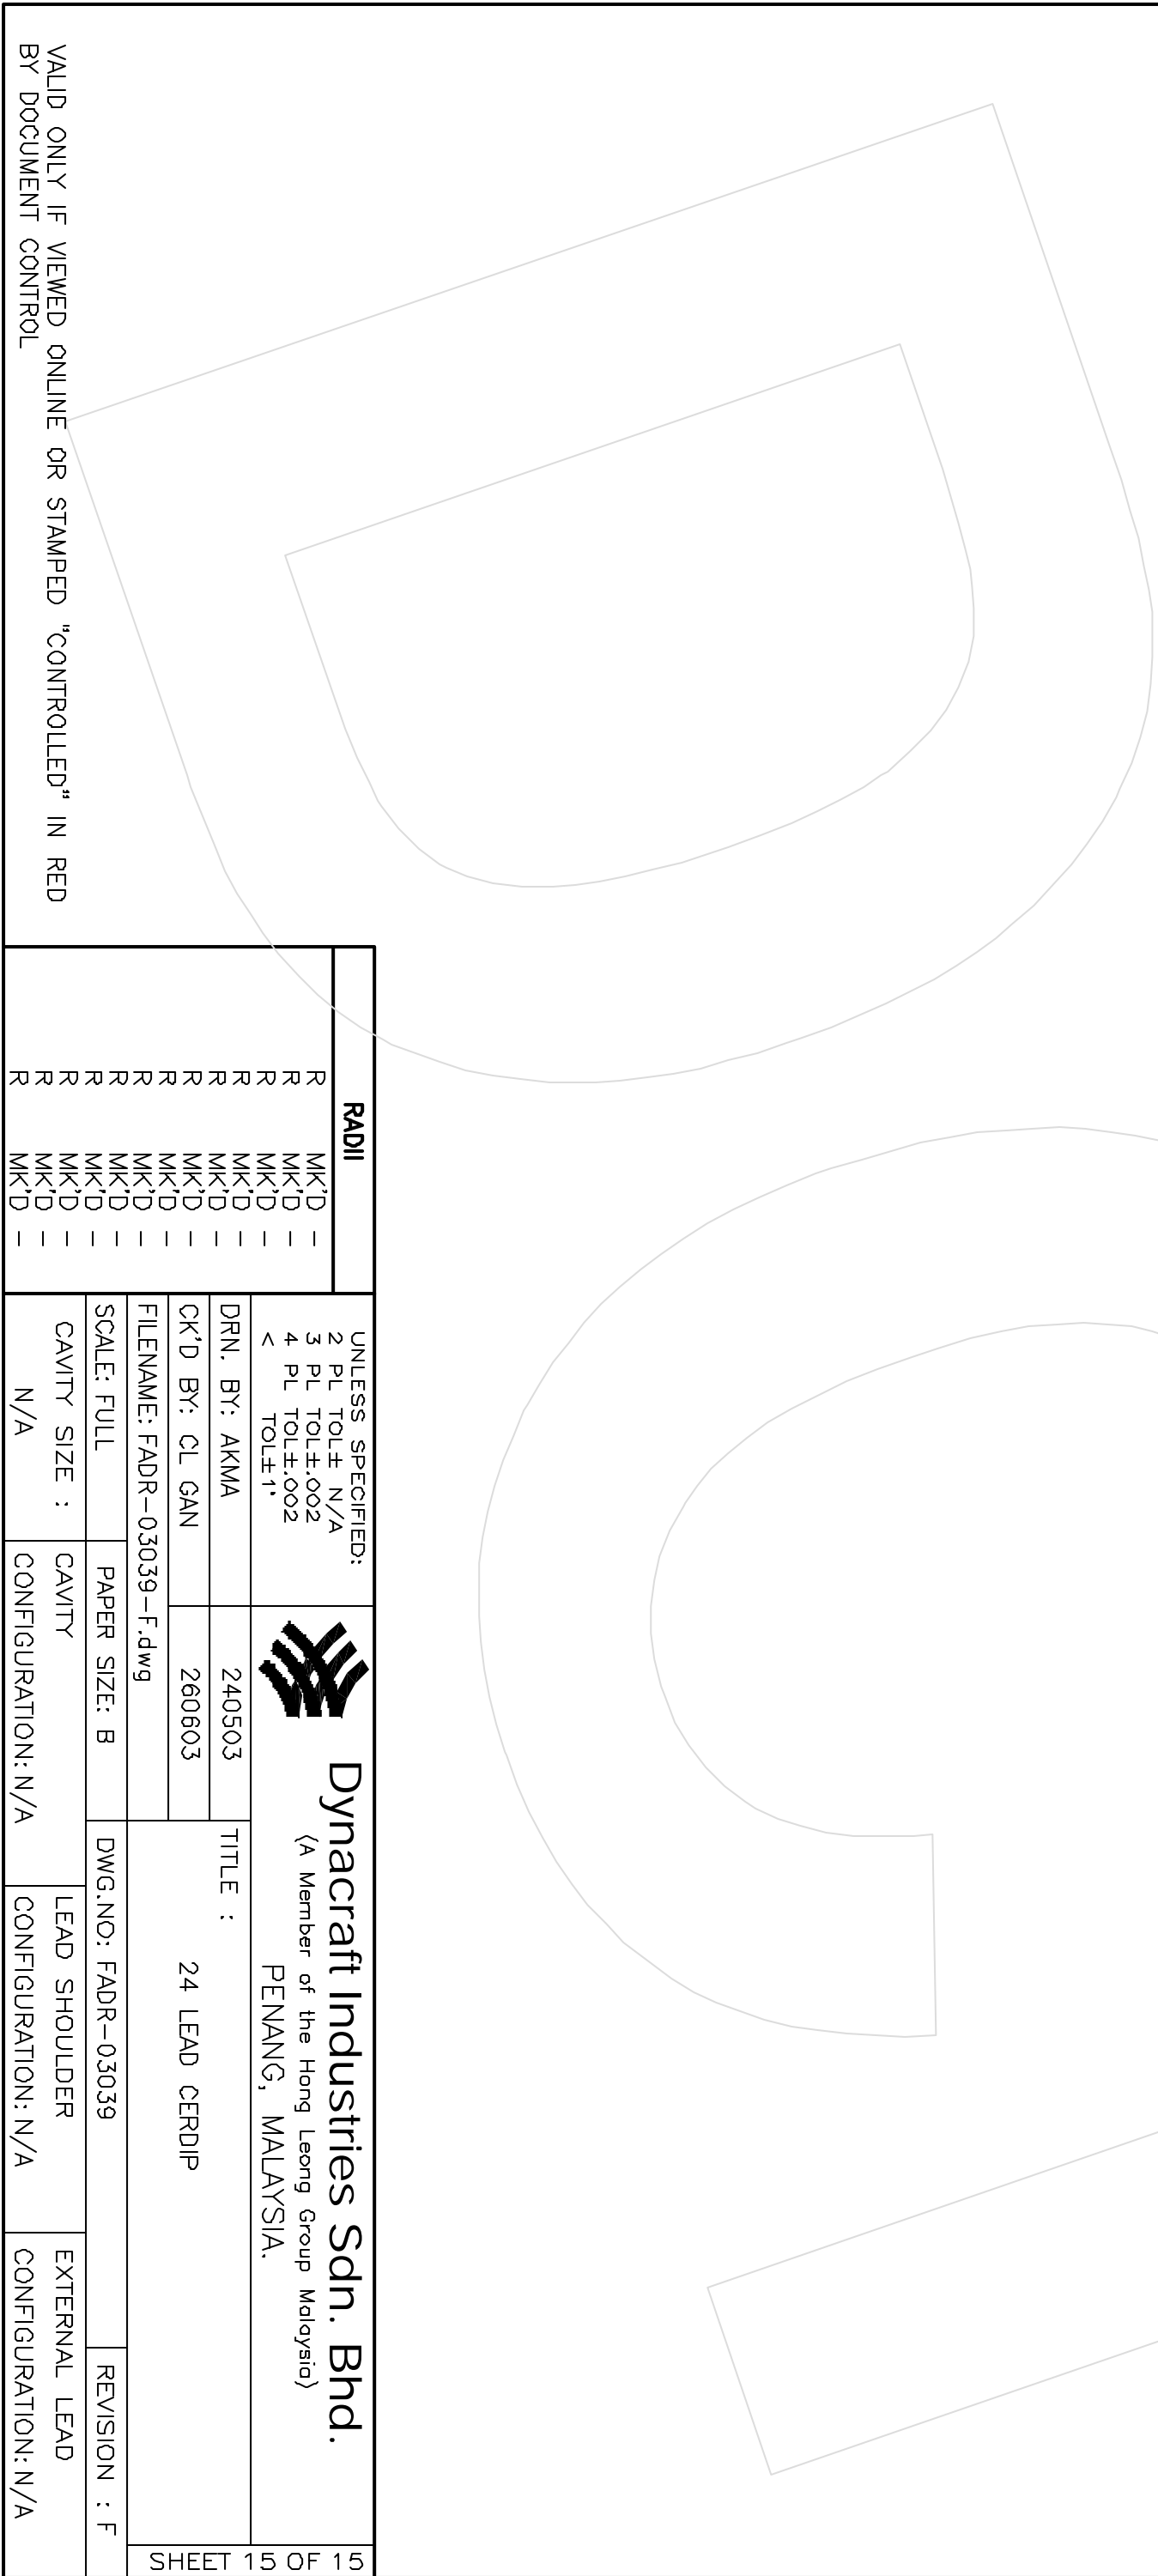 VALID ONLY IF VIEWED ONLINE OR STAMPED "CONTROLLED" IN RED
BY DOCUMENT CONTROL
RADII
R MK'D -
R MK'D -
R MK'D -
R MK'D -
R MK'D -
R MK'D -
R MK'D -
R MK'D -
R MK'D -
R MK'D -
R MK'D -
R MK'D -
R MK'D -
UNLESS SPECIFIED:
2 PL TOL± N/A
3 PL TOL±.002
4 PL TOL±.002
< TOL±1°
Dynacraft Industries Sdn. Bhd.
(A Member of the Hong Leong Group Malaysia)
PENANG, MALAYSIA.
DRN. BY: AKMA 240503
CK'D BY: CL GAN 260603
FILENAME: FADR-03039-F.dwg
TITLE :
24 LEAD CERDIP
SHEET 15 OF 15
SCALE: FULL
PAPER SIZE: B
DWG.NO: FADR-03039
REVISION : F
CAVITY SIZE :
N/A
CAVITY
CONFIGURATION: N/A
LEAD SHOULDER
CONFIGURATION: N/A
EXTERNAL LEAD
CONFIGURATION: N/A
DCI